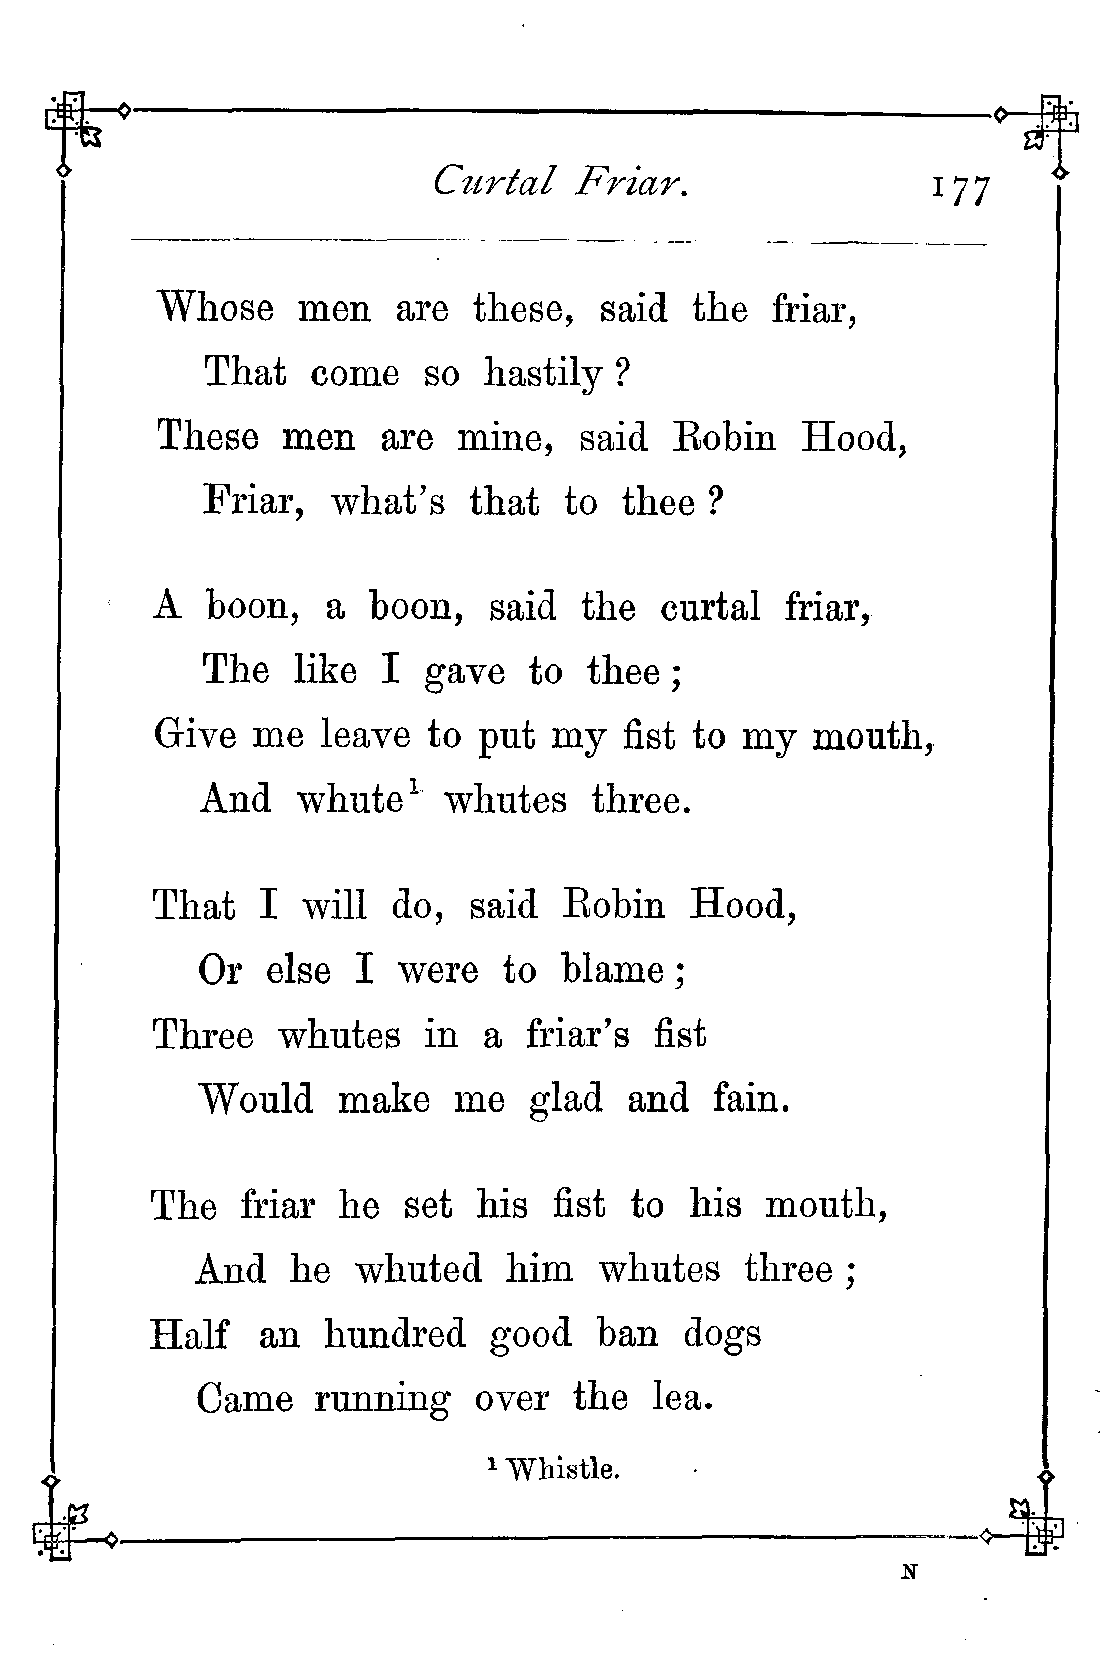 Curtal Friar. 177
Whose men are these, said the friar,
That come so hastily ?
These men are mine, said Robin Hood,
Friar, what's that to thee ?
A boon, a boon, said the curtal friar,
The like I gave to thee ;
Give me leave to put my fist to my mouth,
And whute¹ whutes three.
That I will do, said Robin Hood,
Or else I were to blame ;
Three whutes in a friar's fist
Would make me glad and fain.
The friar he set his fist to his mouth,
And he whuted him whutes three ;
Half an hundred good ban dogs
Came running over the lea.
¹ Whistle.
N